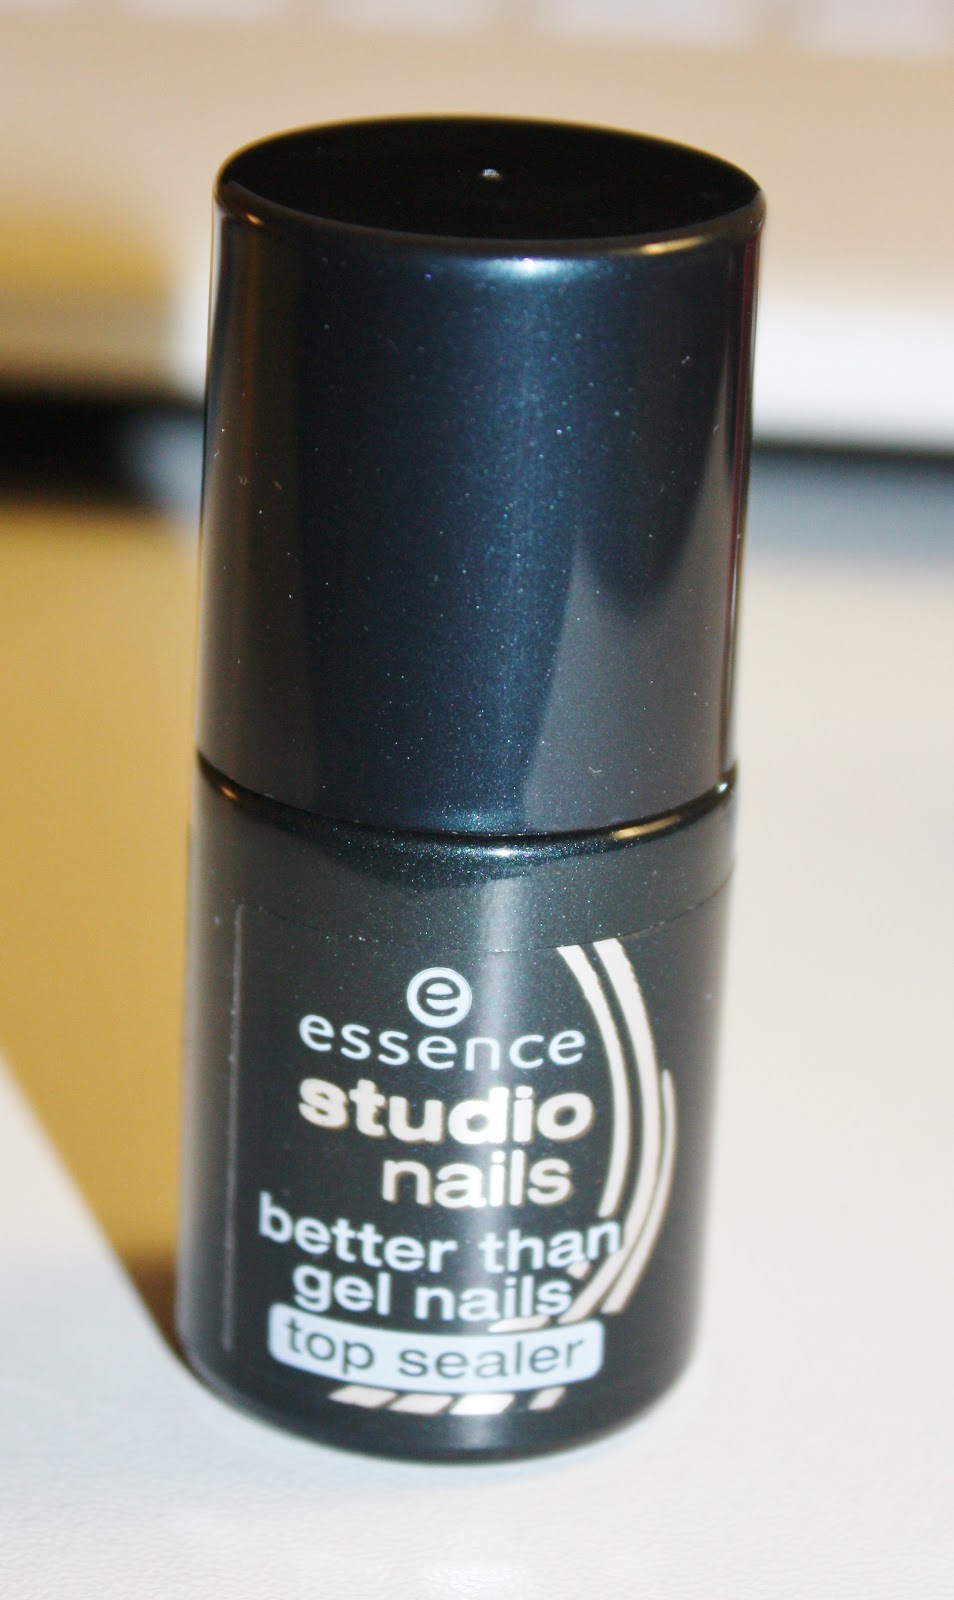 e
essence
studio
nails
better than
gel nails
top sealer